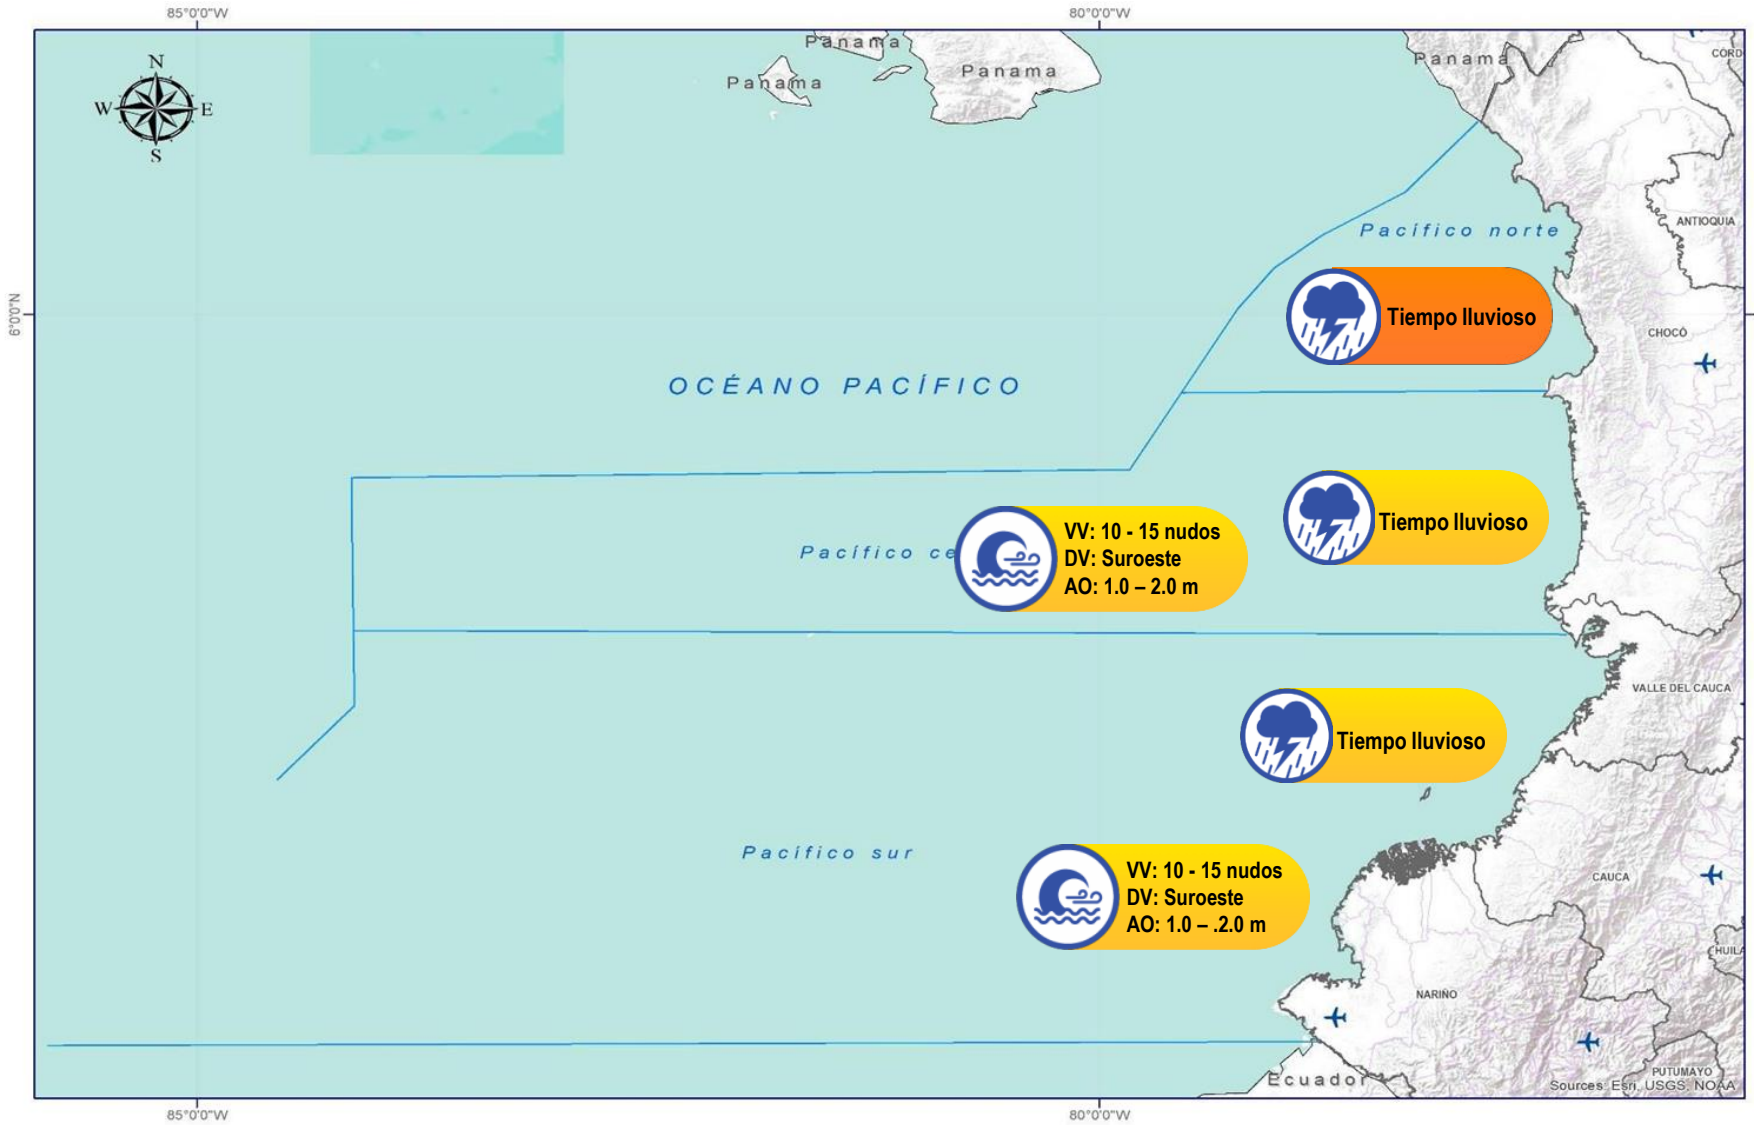 85°0'0"W
80°0'0"W
Panama
Panama
Panama
Panama
CÓRD
N
W
E
S
ANTIOQUIA
Pacífico norte
6°0'0"N
Tiempo lluvioso
CHOCÓ
OCÉANO PACÍFICO
Tiempo lluvioso
VV: 10 - 15 nudos
DV: Suroeste
AO: 1.0 – 2.0 m
Pacífico ce
VALLE DEL CAUCA
Tiempo lluvioso
Pacífico sur
VV: 10 - 15 nudos
DV: Suroeste
AO: 1.0 – .2.0 m
CAUCA
HUILA
NARIÑO
Ecuador
PUTUMAYO
Sources: Esri, USGS, NOAA
85°0'0"W
80°0'0"W